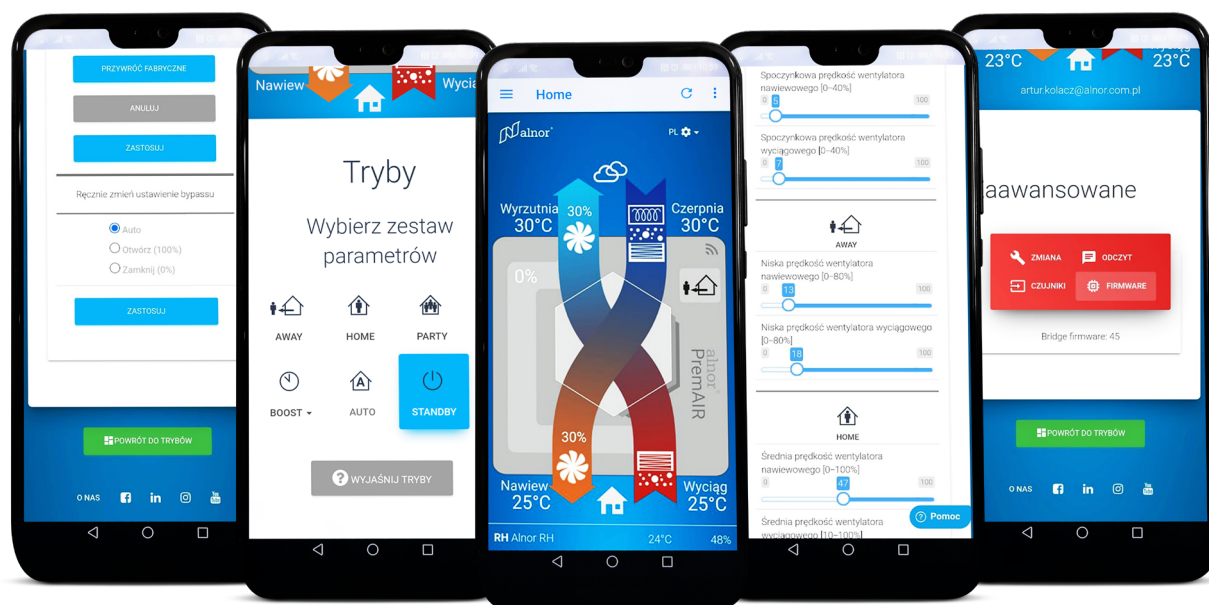 PRZYWRÓĆ FABRYCZNE
ANULUJ
ZASTOSUJ
Ręcznie zmień ustawienie bypassu
Auto
Otwórz (100%)
Zamknij (0%)
ZASTOSUJ
POWRÓT DO TRYBÓW
O NAS
Nawiew
Tryby
Wybierz zestaw
parametrów
AWAY HOME PARTY
BOOST AUTO STANDBY
? WYJAŚNIJ TRYBY
Home
alnor
PL
Wyrzutnia 30% Czerpnia
30°C 30°C
0%
alnor
PremAIR
30%
Nawiew Wyciąg
25°C 25°C
RH Alnor RH 24°C 48%
Spoczynkowa prędkość wentylatora
nawiewowego [0-40%]
0 5 100
Spoczynkowa prędkość wentylatora
wyciągowego [0-40%]
0 7 100
AWAY
Niska prędkość wentylatora
nawiewowego [0-80%]
0 13 100
Niska prędkość wentylatora wyciągowego
[0-80%]
0 18 100
HOME
Średnia prędkość wentylatora
nawiewowego [0-100%]
0 47 100
Średnia prędkość wentylatora
wyciągowego [10-100%]
? Pomoc
23°C 23°C
artur.kolacz@alnor.com.pl
aawansowane
ZMIANA ODCZYT
CZUJNIKI FIRMWARE
Bridge firmware: 45
POWRÓT DO TRYBÓW
O NAS